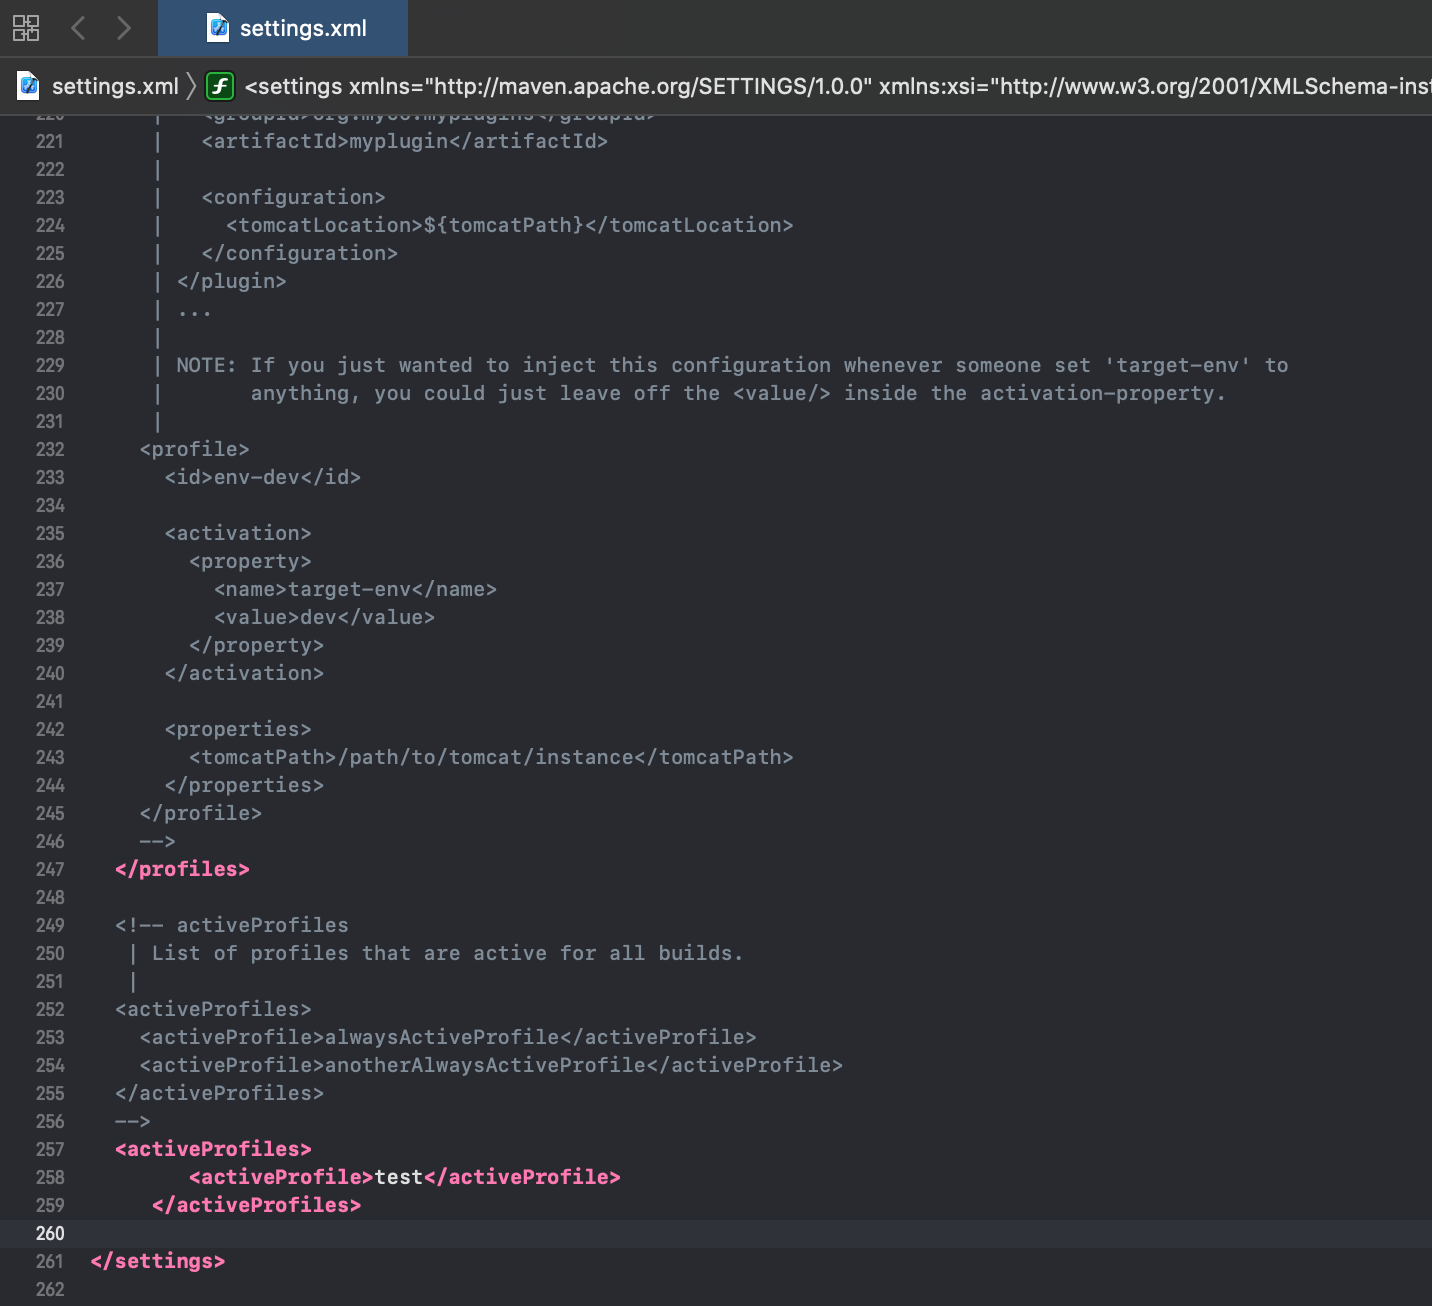 settings.xml
settings.xml 〉 <settings xmlns="http://maven.apache.org/SETTINGS/1.0.0" xmlns:xsi="http://www.w3.org/2001/XMLSchema-inst
220 | <groupId>org.myco.myplugins</groupId>
221 | <artifactId>myplugin</artifactId>
222 |
223 | <configuration>
224 | <tomcatLocation>${tomcatPath}</tomcatLocation>
225 | </configuration>
226 | </plugin>
227 | ...
228 |
229 | NOTE: If you just wanted to inject this configuration whenever someone set 'target-env' to
230 | anything, you could just leave off the <value/> inside the activation-property.
231 |
232 <profile>
233 <id>env-dev</id>
234
235 <activation>
236 <property>
237 <name>target-env</name>
238 <value>dev</value>
239 </property>
240 </activation>
241
242 <properties>
243 <tomcatPath>/path/to/tomcat/instance</tomcatPath>
244 </properties>
245 </profile>
246 -->
247 </profiles>
248
249 <!-- activeProfiles
250 | List of profiles that are active for all builds.
251 |
252 <activeProfiles>
253 <activeProfile>alwaysActiveProfile</activeProfile>
254 <activeProfile>anotherAlwaysActiveProfile</activeProfile>
255 </activeProfiles>
256 -->
257 <activeProfiles>
258 <activeProfile>test</activeProfile>
259 </activeProfiles>
260
261 </settings>
262